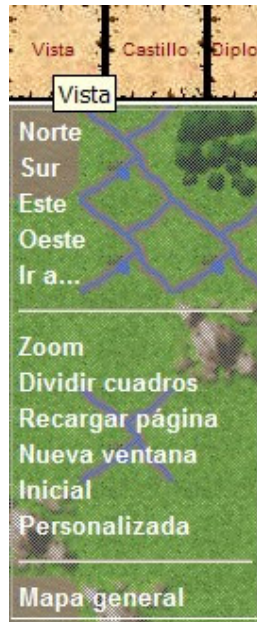 Vista Castillo Diplo
Vista
Norte
Sur
Este
Oeste
Ir a...
Zoom
Dividir cuadros
Recargar página
Nueva ventana
Inicial
Personalizada
Mapa general